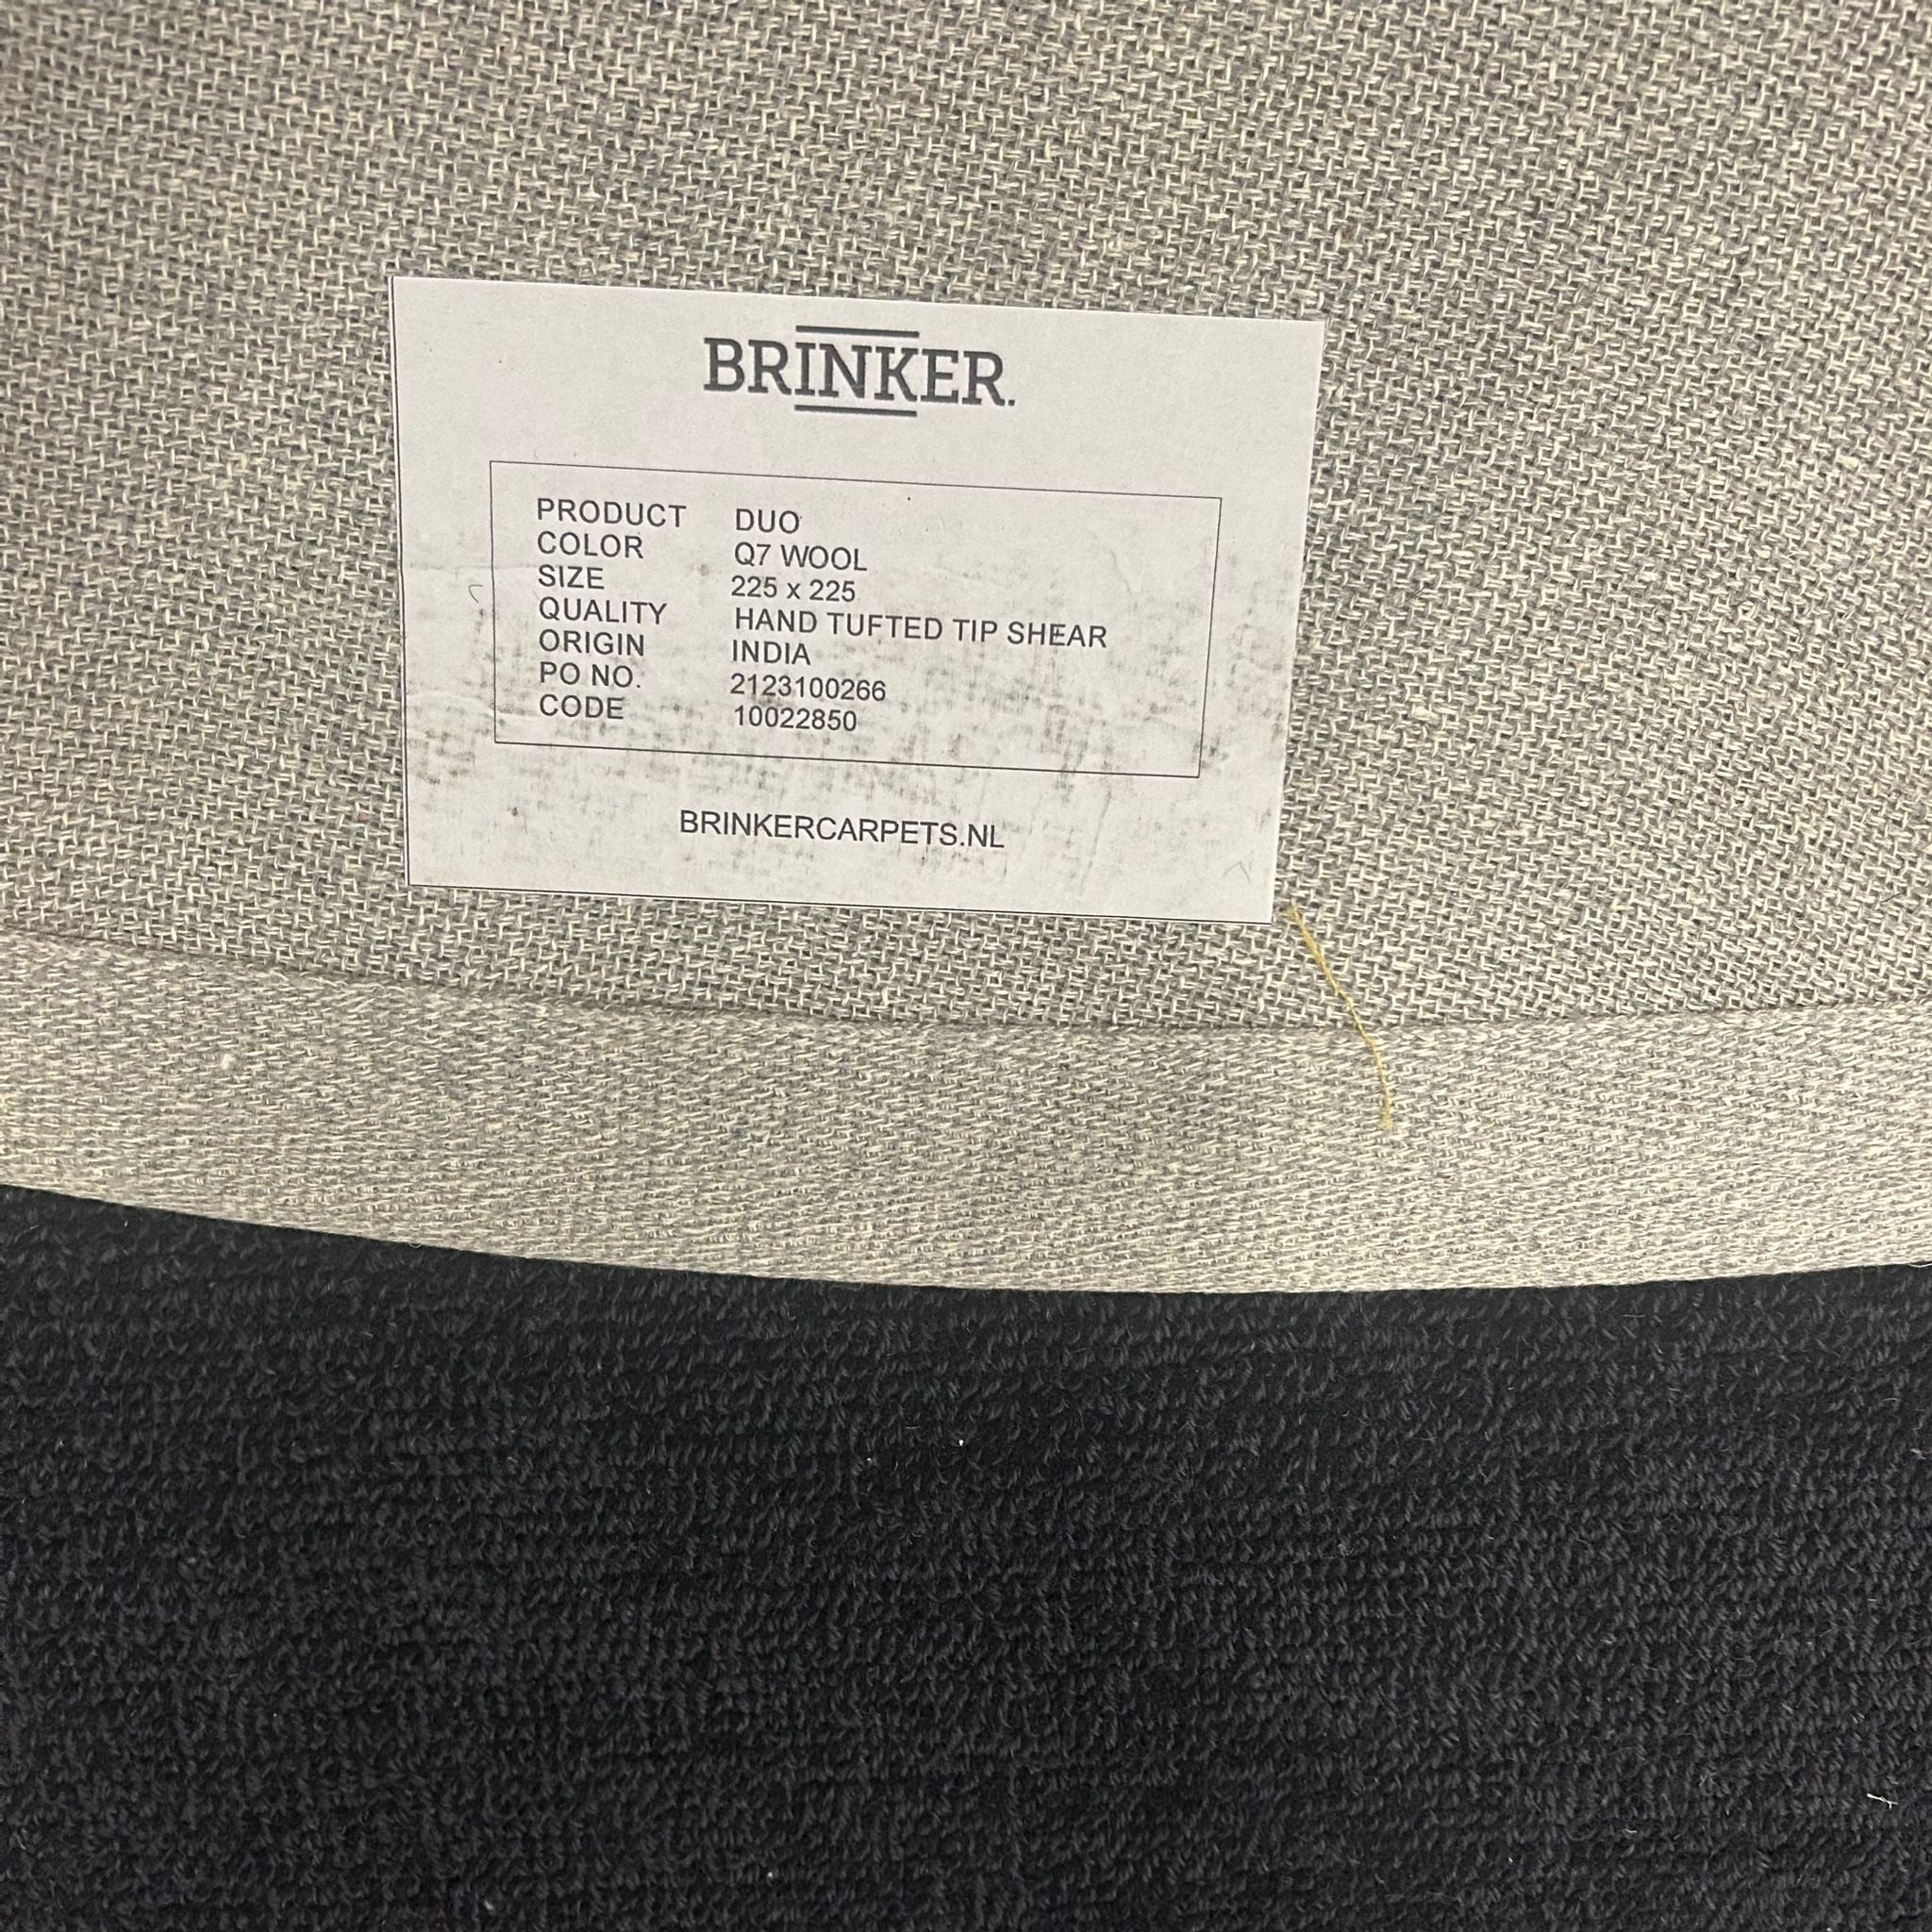 BRINKER.
PRODUCT DUO
COLOR Q7 WOOL
SIZE 225 x 225
QUALITY HAND TUFTED TIP SHEAR
ORIGIN INDIA
PO NO. 2123100266
CODE 10022850
BRINKERCARPETS.NL